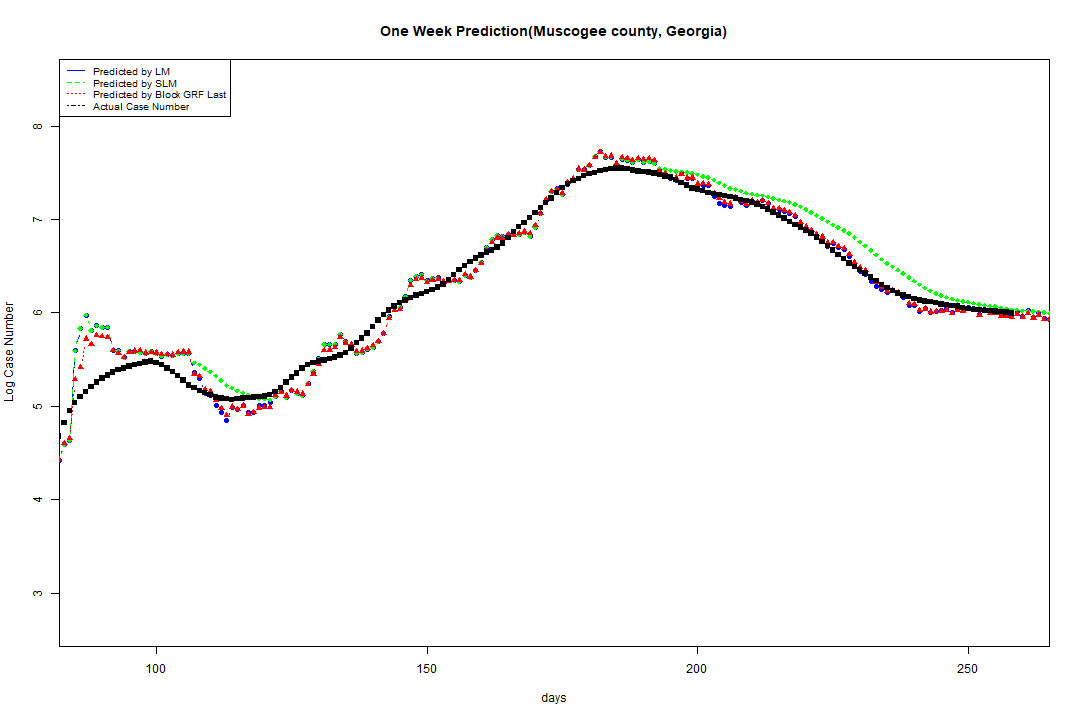 One Week Prediction(Muscogee county, Georgia)
Predicted by LM
Predicted by SLM
Predicted by Block GRF Last
Actual Case Number
8
7
6
5
4
3
Log Case Number
100 150 200 250
days